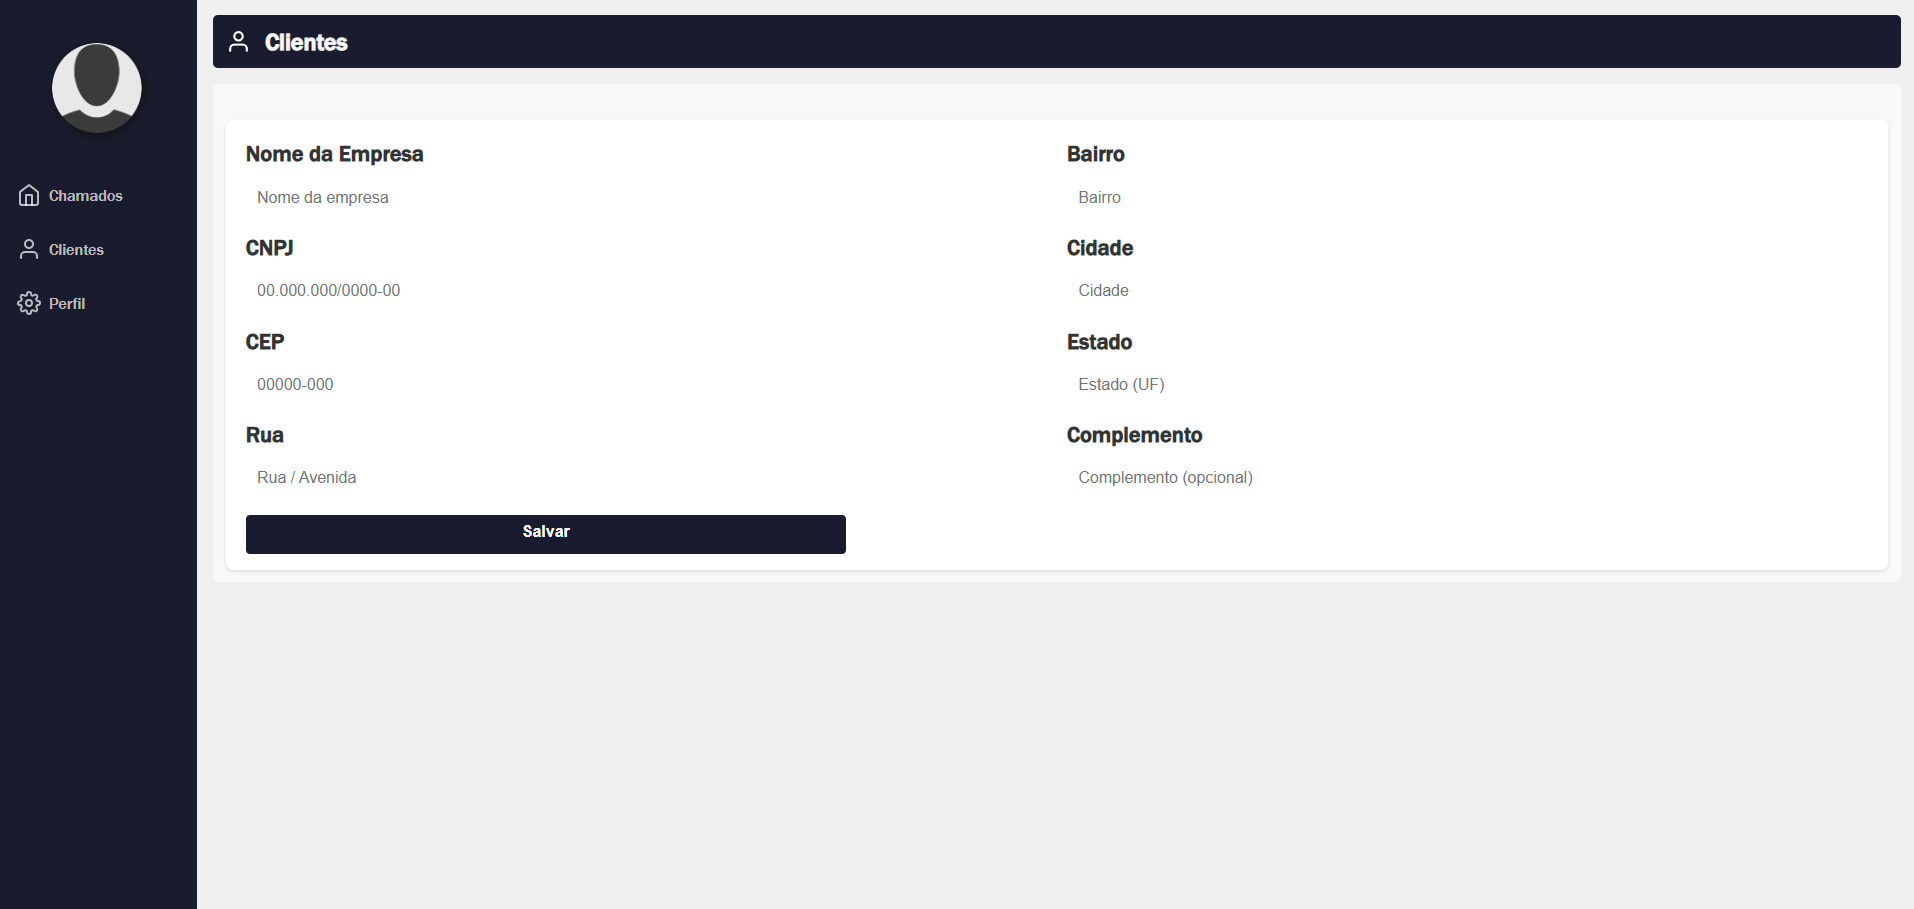 Chamados
Clientes
Perfil
Clientes
Nome da Empresa
Nome da empresa
CNPJ
00.000.000/0000-00
CEP
00000-000
Rua
Rua / Avenida
Bairro
Bairro
Cidade
Cidade
Estado
Estado (UF)
Complemento
Complemento (opcional)
Salvar